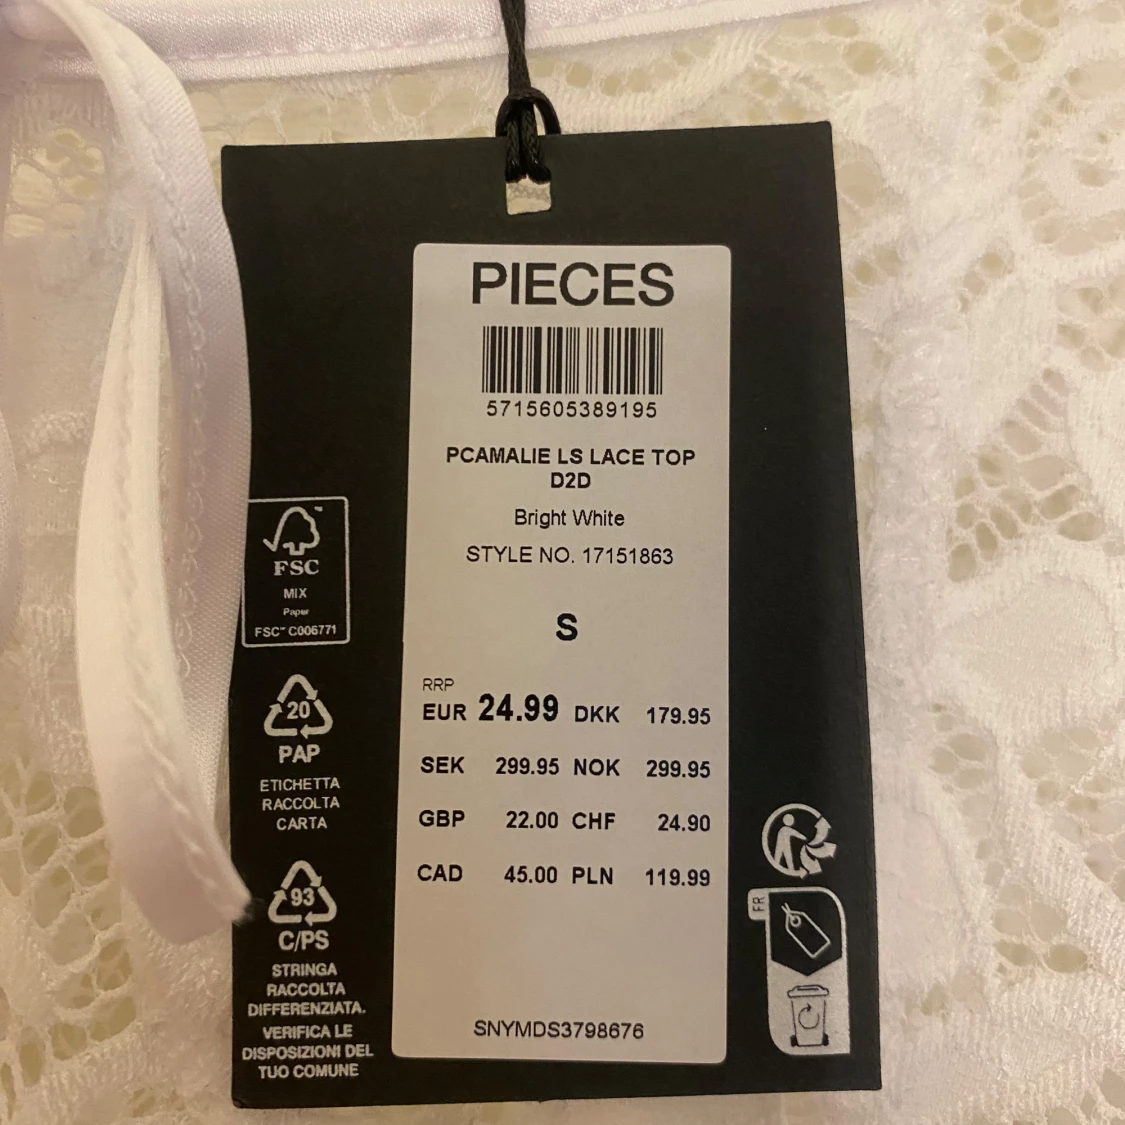 PIECES
5715605389195
PCAMALIE LS LACE TOP
D2D
Bright White
STYLE NO. 17151863
S
RRP
EUR 24.99 DKK 179.95
SEK 299.95 NOK 299.95
GBP 22.00 CHF 24.90
CAD 45.00 PLN 119.99
SNYMDS3798676
FSC
MIX
Paper
FSC™ C006771
20
PAP
ETICHETTA
RACCOLTA
CARTA
93
C/PS
STRINGA
RACCOLTA
DIFFERENZIATA.
VERIFICA LE
DISPOSIZIONI DEL
TUO COMUNE
FR